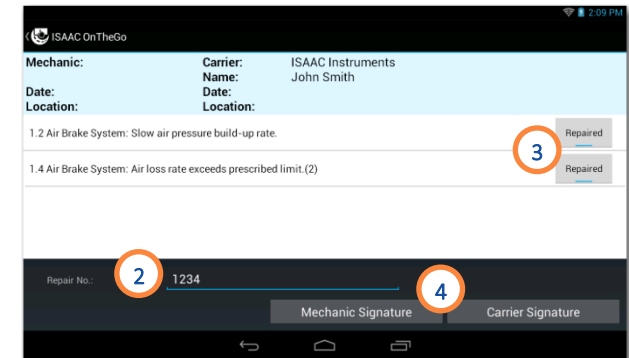 2:09 PM
ISAAC OnTheGo
Mechanic: Carrier: ISAAC Instruments
Name: John Smith
Date: Date:
Location: Location:
1.2 Air Brake System: Slow air pressure build-up rate. Repaired
3
1.4 Air Brake System: Air loss rate exceeds prescribed limit.(2) Repaired
Repair No.: 2 1234
4
Mechanic Signature Carrier Signature